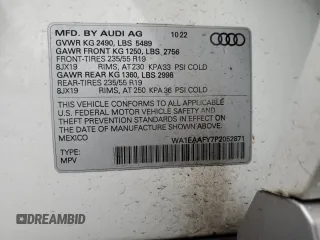 MFD. BY AUDI AG 10 22
GVWR KG 2490, LBS 5489
GAWR FRONT KG 1250, LBS 2756
FRONT-TIRES 235/55 R19
8JX19 RIMS, AT 230 KPA 33 PSI COLD
GAWR REAR KG 1360, LBS 2998
REAR-TIRES 235/55 R19
8JX19 RIMS, AT 250 KPA 36 PSI COLD
THIS VEHICLE CONFORMS TO ALL APPLICABLE
U.S. FEDERAL MOTOR VEHICLE SAFETY AND
THEFT PREVENTION STANDARDS IN EFFECT ON
THE DATE OF MANUFACTURE SHOWN ABOVE.
MEXICO WA1EAAFY7P2052871
TYPE:
MPV
DREAMBID